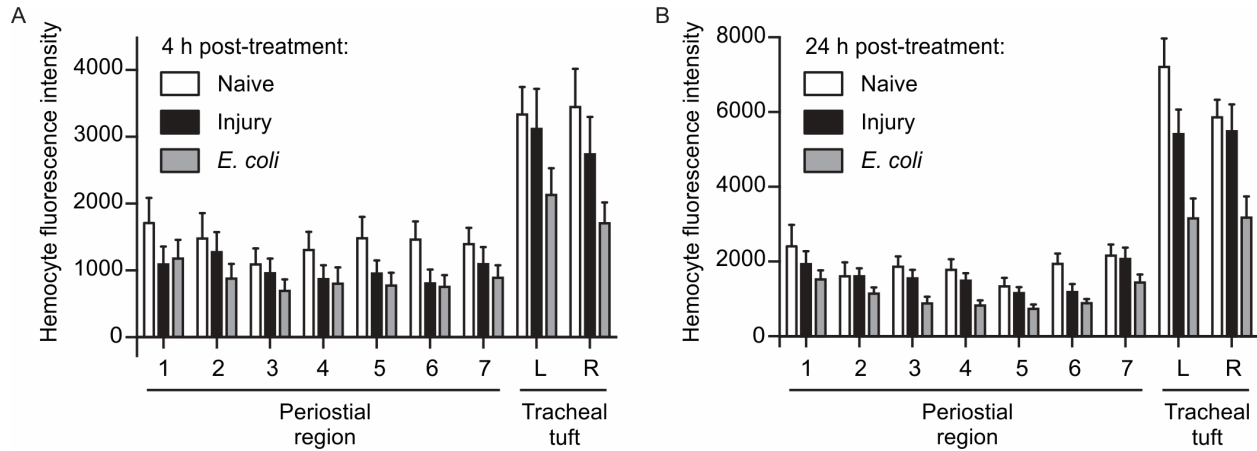 A
Hemocyte fluorescence intensity
4 h post-treatment:
Naive
Injury
E. coli
4000
3000
2000
1000
0
1 2 3 4 5 6 7 L R
Periostial
region
Tracheal
tuft
B
Hemocyte fluorescence intensity
24 h post-treatment:
Naive
Injury
E. coli
8000
6000
4000
2000
0
1 2 3 4 5 6 7 L R
Periostial
region
Tracheal
tuft